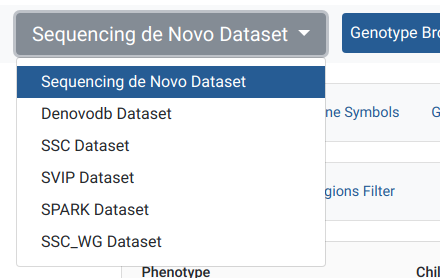 Sequencing de Novo Dataset
Genotype Bro
Sequencing de Novo Dataset
Denovodb Dataset
ne Symbols
G
SSC Dataset
SVIP Dataset
gions Filter
SPARK Dataset
SSC_WG Dataset
Phenotype
Chil